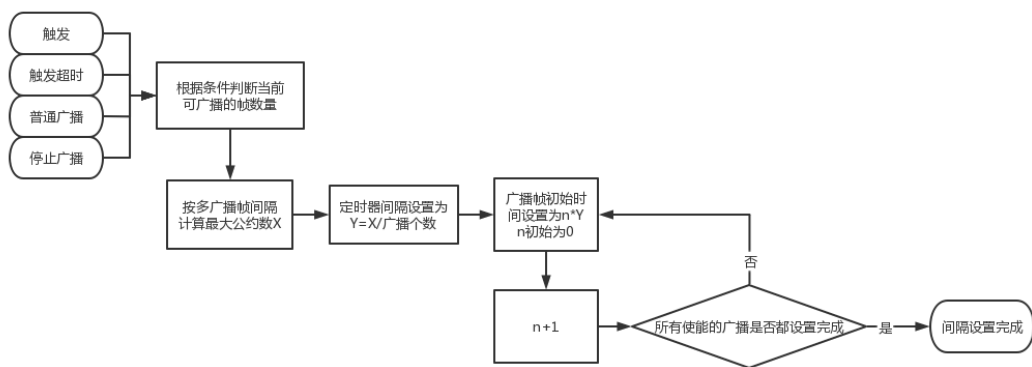 触发
触发超时
普通广播
停止广播
根据条件判断当前
可广播的帧数量
按多广播帧间隔
计算最大公约数X
定时器间隔设置为
Y=X/广播个数
广播帧初始时
间设置为n*Y
n初始为0
否
n+1
所有使能的广播是否都设置完成
是
间隔设置完成